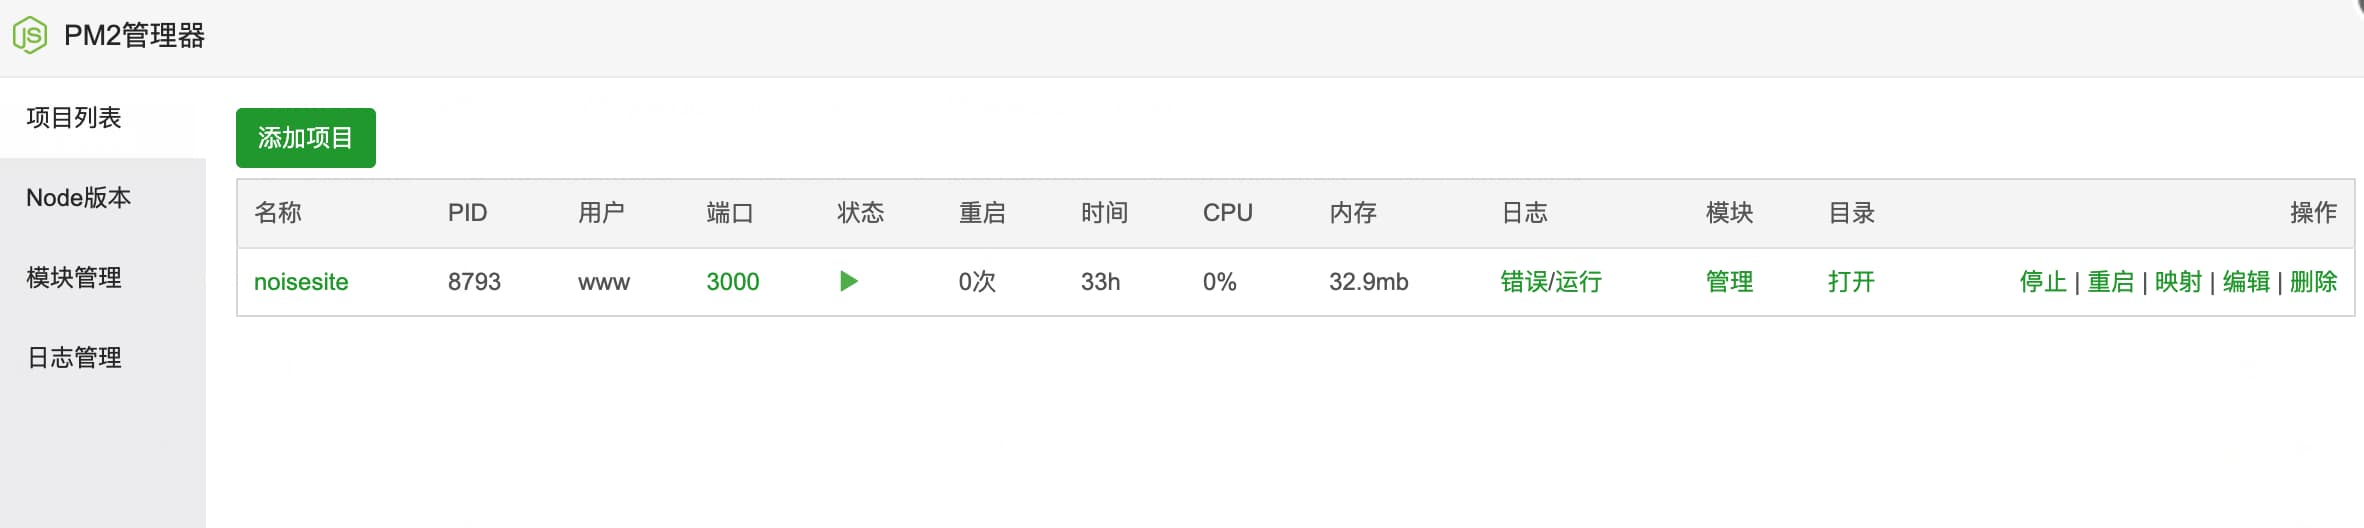 JS PM2管理器
项目列表
添加项目
Node版本
名称 PID 用户 端口 状态 重启 时间 CPU 内存 日志 模块 目录 操作
模块管理
noisesite 8793 www 3000 0次 33h 0% 32.9mb 错误/运行 管理 打开 停止 | 重启 | 映射 | 编辑 | 删除
日志管理